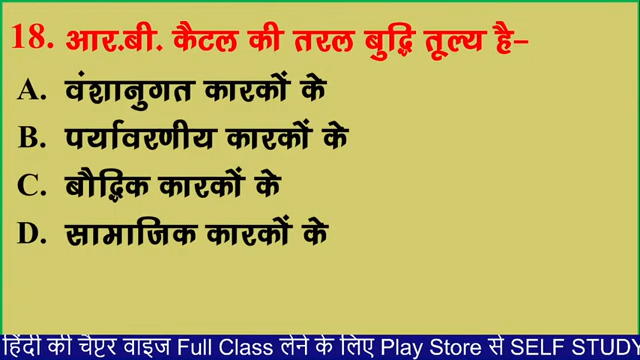 18. आर.बी. कैटल की तरल बुद्धि तूल्य है-
A. वंशानुगत कारकों के
B. पर्यावरणीय कारकों के
C. बौद्धिक कारकों के
D. सामाजिक कारकों के
हिंदी की चैप्टर वाइज Full Class लेने के लिए Play Store से SELF STUDY